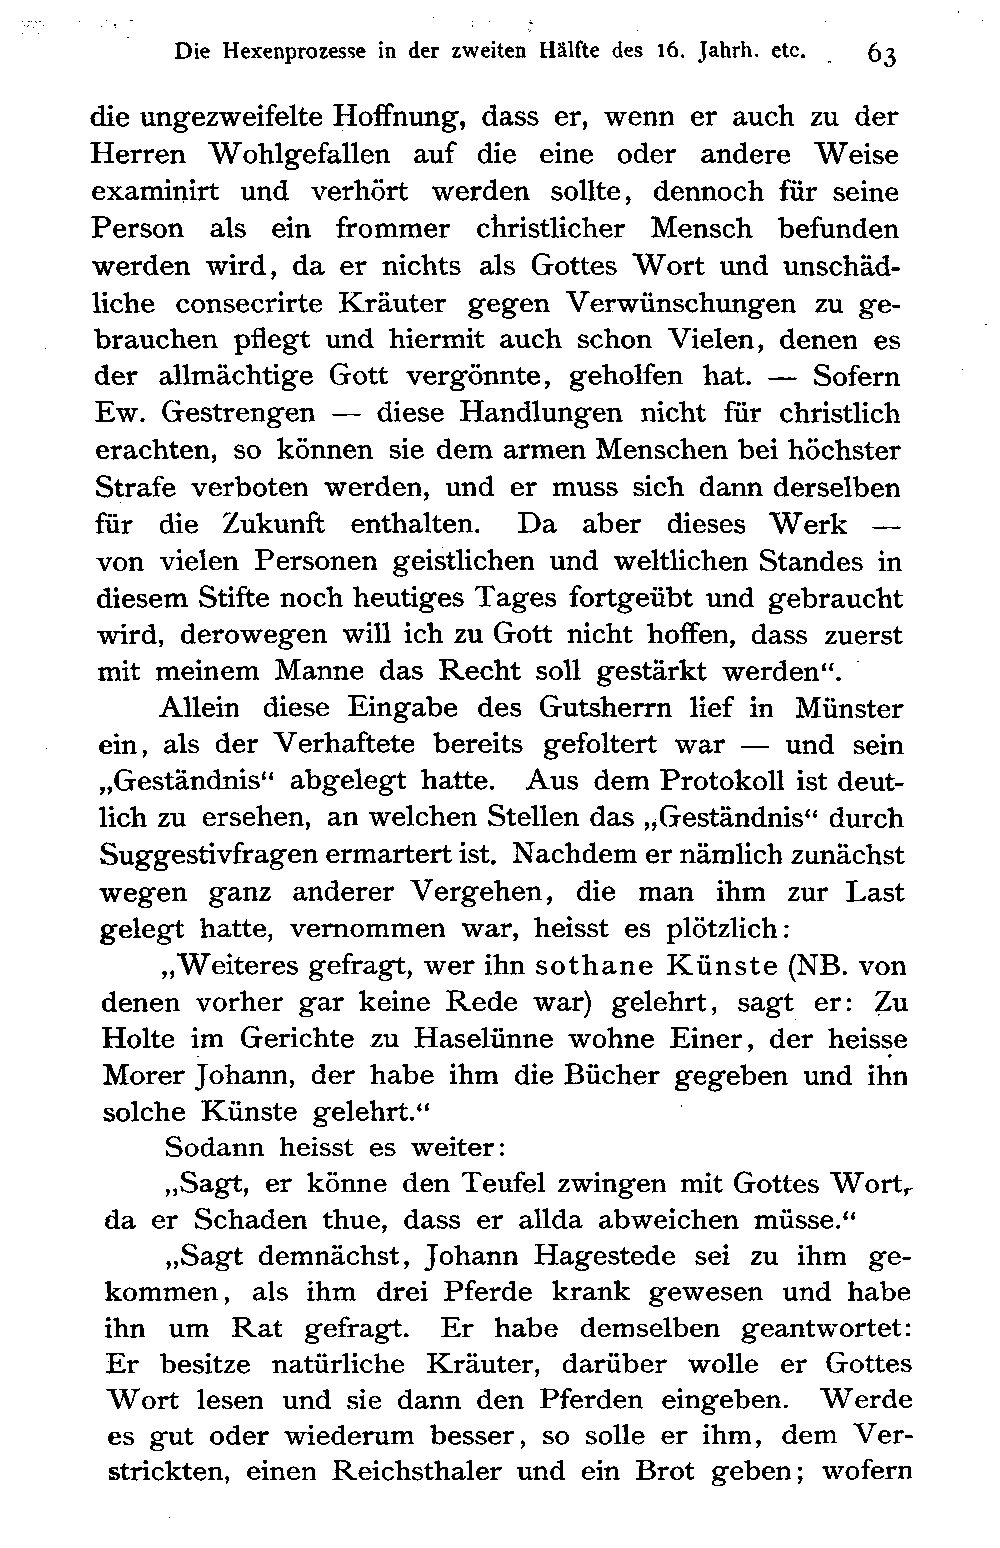 Die Hexenprozesse in der zweiten Hälfte des 16. Jahrh. etc. 63
die ungezweifelte Hoffnung, dass er, wenn er auch zu der
Herren Wohlgefallen auf die eine oder andere Weise
examinirt und verhört werden sollte, dennoch für seine
Person als ein frommer christlicher Mensch befunden
werden wird, da er nichts als Gottes Wort und unschäd-
liche consecrirte Kräuter gegen Verwünschungen zu ge-
brauchen pflegt und hiermit auch schon Vielen, denen es
der allmächtige Gott vergönnte, geholfen hat. — Sofern
Ew. Gestrengen — diese Handlungen nicht für christlich
erachten, so können sie dem armen Menschen bei höchster
Strafe verboten werden, und er muss sich dann derselben
für die Zukunft enthalten. Da aber dieses Werk —
von vielen Personen geistlichen und weltlichen Standes in
diesem Stifte noch heutiges Tages fortgeübt und gebraucht
wird, derowegen will ich zu Gott nicht hoffen, dass zuerst
mit meinem Manne das Recht soll gestärkt werden“.
Allein diese Eingabe des Gutsherrn lief in Münster
ein, als der Verhaftete bereits gefoltert war — und sein
„Geständnis“ abgelegt hatte. Aus dem Protokoll ist deut-
lich zu ersehen, an welchen Stellen das „Geständnis“ durch
Suggestivfragen ermartert ist. Nachdem er nämlich zunächst
wegen ganz anderer Vergehen, die man ihm zur Last
gelegt hatte, vernommen war, heisst es plötzlich:
„Weiteres gefragt, wer ihn sothane Künste (NB. von
denen vorher gar keine Rede war) gelehrt, sagt er: Zu
Holte im Gerichte zu Haselünne wohne Einer, der heisse
Morer Johann, der habe ihm die Bücher gegeben und ihn
solche Künste gelehrt.“
Sodann heisst es weiter:
„Sagt, er könne den Teufel zwingen mit Gottes Wort,
da er Schaden thue, dass er allda abweichen müsse.“
„Sagt demnächst, Johann Hagestede sei zu ihm ge-
kommen, als ihm drei Pferde krank gewesen und habe
ihn um Rat gefragt. Er habe demselben geantwortet:
Er besitze natürliche Kräuter, darüber wolle er Gottes
Wort lesen und sie dann den Pferden eingeben. Werde
es gut oder wiederum besser, so solle er ihm, dem Ver-
strickten, einen Reichsthaler und ein Brot geben; wofern